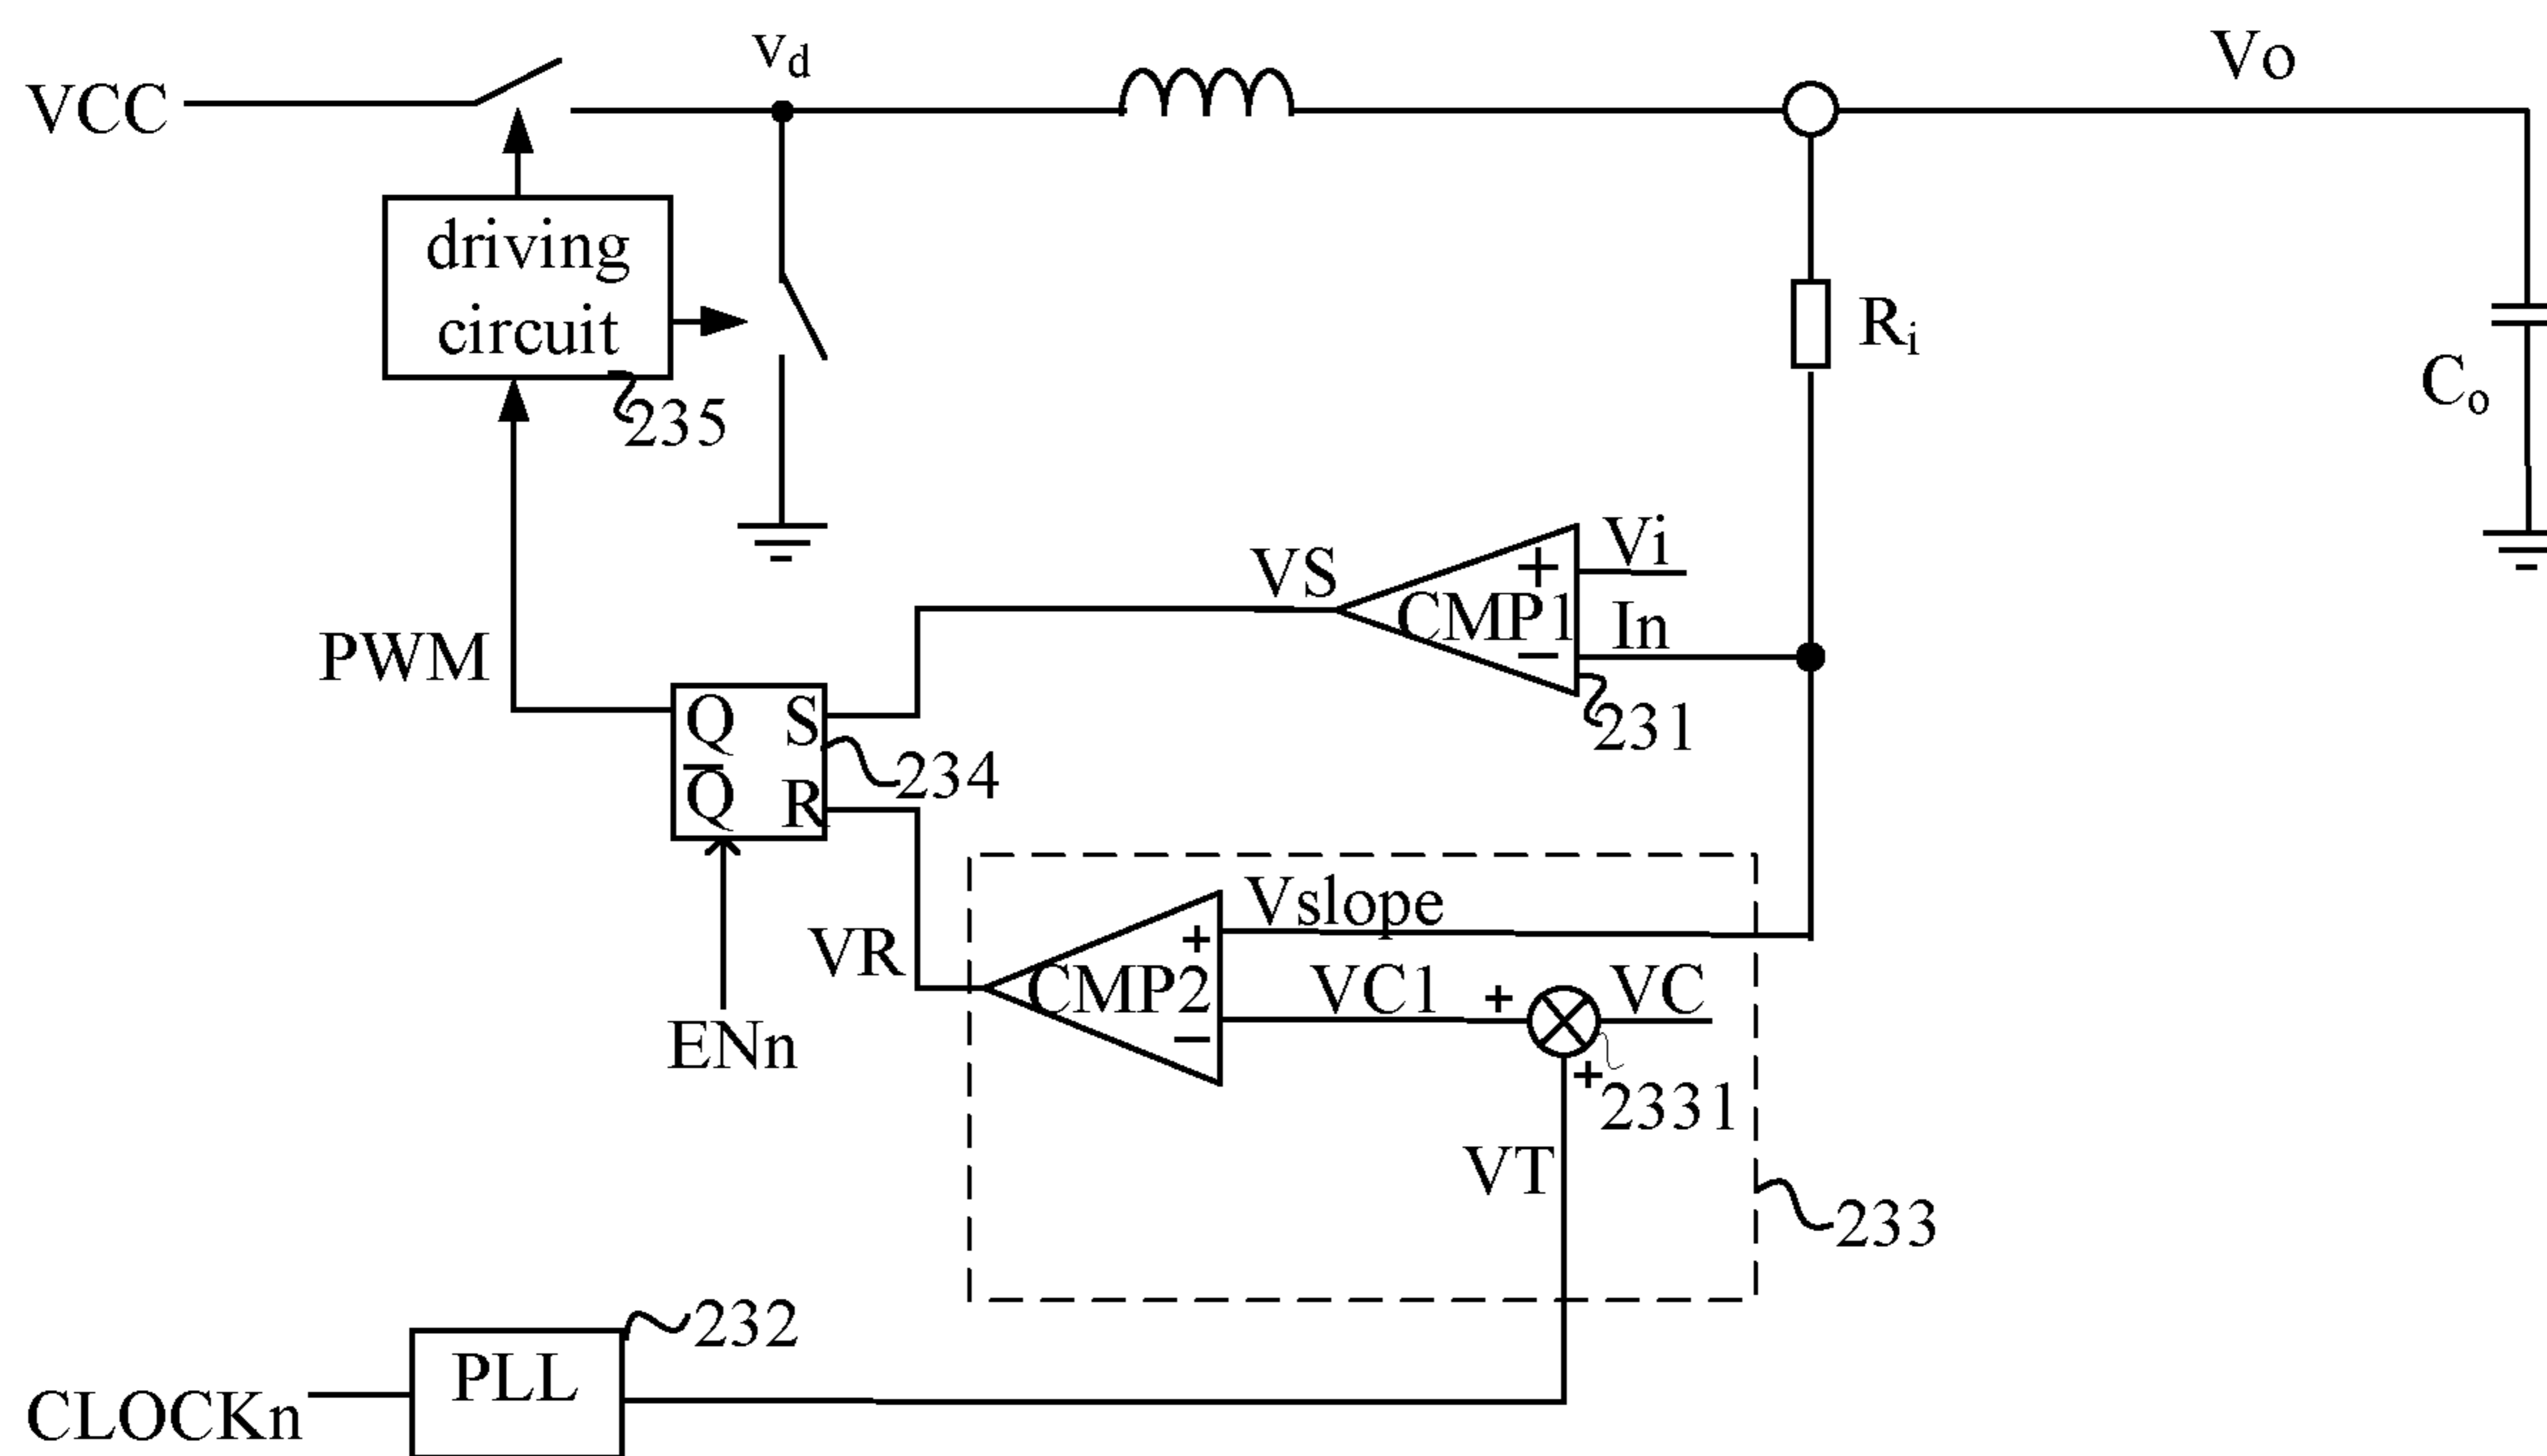 VCC
vd
Vo
driving
circuit
235
Ri
Co
VS
+
Vi
CMP1
In
−
231
PWM
Q S
Q̅ R
234
ENn
VR
Vslope
+
CMP2
−
VC1
+
VC
+
2331
VT
233
232
PLL
CLOCKn